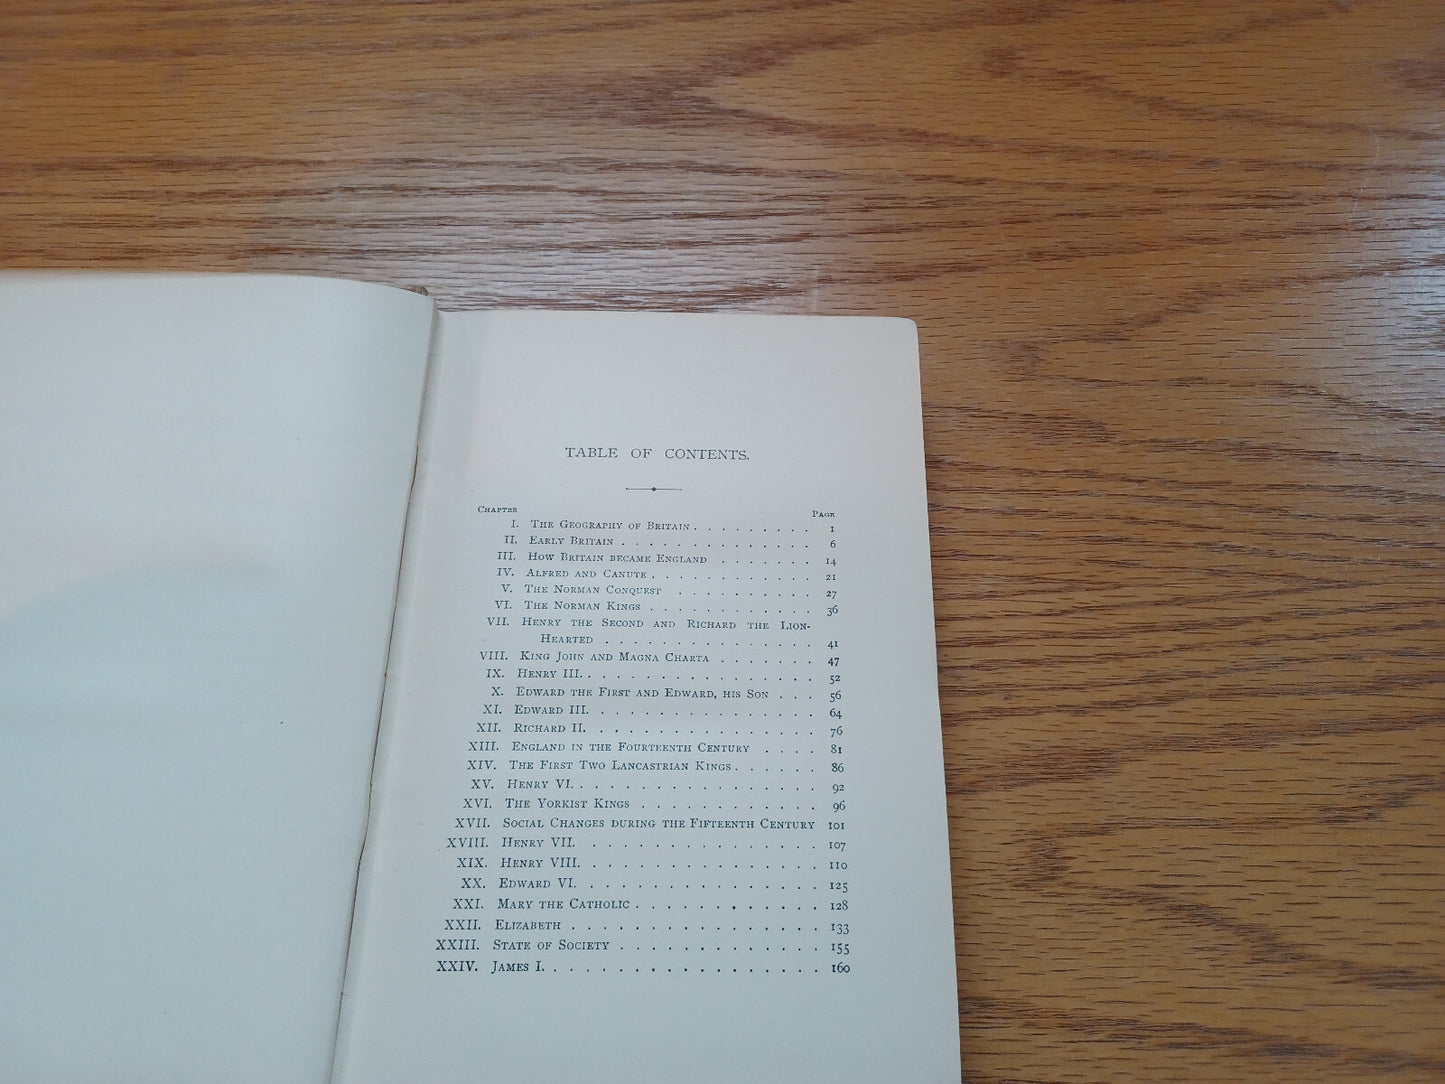 TABLE OF CONTENTS.
CHAPTER PAGE
I. THE GEOGRAPHY OF BRITAIN . . . . . . . . . 1
II. EARLY BRITAIN . . . . . . . . . . . . . . 6
III. HOW BRITAIN BECAME ENGLAND . . . . . . . 14
IV. ALFRED AND CANUTE . . . . . . . . . . . . 21
V. THE NORMAN CONQUEST . . . . . . . . . . 27
VI. THE NORMAN KINGS . . . . . . . . . . . . 36
VII. HENRY THE SECOND AND RICHARD THE LION-
HEARTED . . . . . . . . . . . . . 41
VIII. KING JOHN AND MAGNA CHARTA . . . . . . . 47
IX. HENRY III. . . . . . . . . . . . . . . . 52
X. EDWARD THE FIRST AND EDWARD, HIS SON . . . 56
XI. EDWARD III. . . . . . . . . . . . . . . . 64
XII. RICHARD II. . . . . . . . . . . . . . . . 76
XIII. ENGLAND IN THE FOURTEENTH CENTURY . . . . 81
XIV. THE FIRST TWO LANCASTRIAN KINGS . . . . . . 86
XV. HENRY VI. . . . . . . . . . . . . . . . . 92
XVI. THE YORKIST KINGS . . . . . . . . . . . . 96
XVII. SOCIAL CHANGES DURING THE FIFTEENTH CENTURY 101
XVIII. HENRY VII. . . . . . . . . . . . . . . . 107
XIX. HENRY VIII. . . . . . . . . . . . . . . . 110
XX. EDWARD VI. . . . . . . . . . . . . . . . 125
XXI. MARY THE CATHOLIC . . . . . . . . . . . . 128
XXII. ELIZABETH . . . . . . . . . . . . . . . 133
XXIII. STATE OF SOCIETY . . . . . . . . . . . . 155
XXIV. JAMES I. . . . . . . . . . . . . . . . . 160